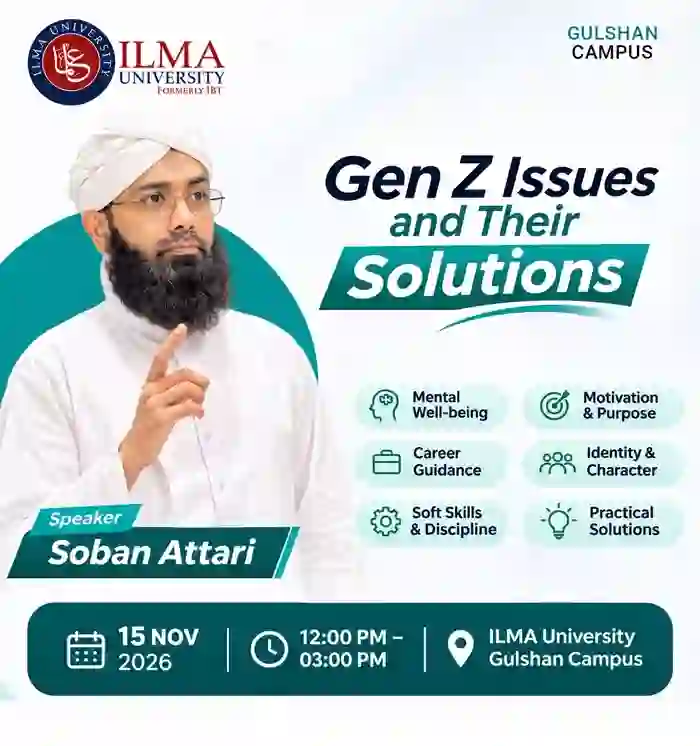 ILMA UNIVERSITY
ILMA
UNIVERSITY
FORMERLY IBT
GULSHAN
CAMPUS
Gen Z Issues
and Their
Solutions
Mental
Well-being
Motivation
& Purpose
Career
Guidance
Identity &
Character
Soft Skills
& Discipline
Practical
Solutions
Speaker
Soban Attari
15 NOV
2026
12:00 PM –
03:00 PM
ILMA University
Gulshan Campus